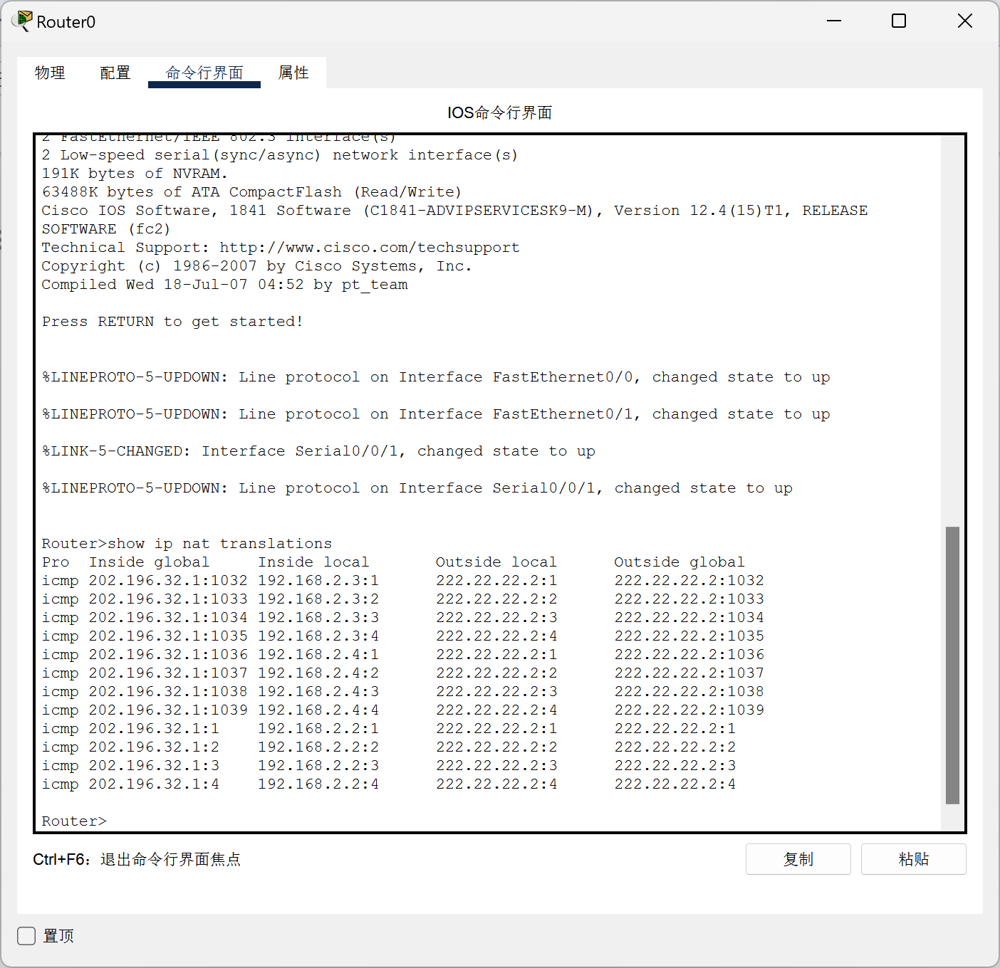 Router0
物理 配置 命令行界面 属性
IOS命令行界面
2 FastEthernet/IEEE 802.3 interface(s)
2 Low-speed serial(sync/async) network interface(s)
191K bytes of NVRAM.
63488K bytes of ATA CompactFlash (Read/Write)
Cisco IOS Software, 1841 Software (C1841-ADVIPSERVICESK9-M), Version 12.4(15)T1, RELEASE
SOFTWARE (fc2)
Technical Support: http://www.cisco.com/techsupport
Copyright (c) 1986-2007 by Cisco Systems, Inc.
Compiled Wed 18-Jul-07 04:52 by pt_team
Press RETURN to get started!
%LINEPROTO-5-UPDOWN: Line protocol on Interface FastEthernet0/0, changed state to up
%LINEPROTO-5-UPDOWN: Line protocol on Interface FastEthernet0/1, changed state to up
%LINK-5-CHANGED: Interface Serial0/0/1, changed state to up
%LINEPROTO-5-UPDOWN: Line protocol on Interface Serial0/0/1, changed state to up
Router>show ip nat translations
Pro  Inside global     Inside local       Outside local      Outside global
icmp 202.196.32.1:1032 192.168.2.3:1      222.22.22.2:1      222.22.22.2:1032
icmp 202.196.32.1:1033 192.168.2.3:2      222.22.22.2:2      222.22.22.2:1033
icmp 202.196.32.1:1034 192.168.2.3:3      222.22.22.2:3      222.22.22.2:1034
icmp 202.196.32.1:1035 192.168.2.3:4      222.22.22.2:4      222.22.22.2:1035
icmp 202.196.32.1:1036 192.168.2.4:1      222.22.22.2:1      222.22.22.2:1036
icmp 202.196.32.1:1037 192.168.2.4:2      222.22.22.2:2      222.22.22.2:1037
icmp 202.196.32.1:1038 192.168.2.4:3      222.22.22.2:3      222.22.22.2:1038
icmp 202.196.32.1:1039 192.168.2.4:4      222.22.22.2:4      222.22.22.2:1039
icmp 202.196.32.1:1    192.168.2.2:1      222.22.22.2:1      222.22.22.2:1
icmp 202.196.32.1:2    192.168.2.2:2      222.22.22.2:2      222.22.22.2:2
icmp 202.196.32.1:3    192.168.2.2:3      222.22.22.2:3      222.22.22.2:3
icmp 202.196.32.1:4    192.168.2.2:4      222.22.22.2:4      222.22.22.2:4
Router>
Ctrl+F6：退出命令行界面焦点 复制 粘贴
置顶